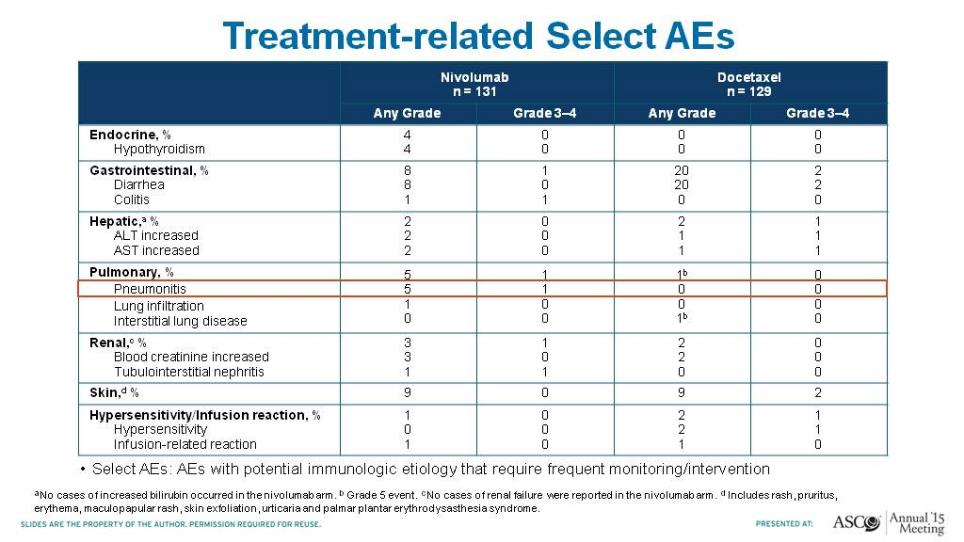 Treatment-related Select AEs
Nivolumab
n = 131
Docetaxel
n = 129
Any Grade Grade 3–4 Any Grade Grade 3–4
Endocrine, % 4 0 0 0
Hypothyroidism 4 0 0 0
Gastrointestinal, % 8 1 20 2
Diarrhea 8 0 20 2
Colitis 1 1 0 0
Hepatic,a % 2 0 2 1
ALT increased 2 0 1 1
AST increased 2 0 1 1
Pulmonary, % 5 1 1b 0
Pneumonitis 5 1 0 0
Lung infiltration 1 0 0 0
Interstitial lung disease 0 0 1b 0
Renal,c % 3 1 2 0
Blood creatinine increased 3 0 2 0
Tubulointerstitial nephritis 1 1 0 0
Skin,d % 9 0 9 2
Hypersensitivity/Infusion reaction, % 1 0 2 1
Hypersensitivity 0 0 2 1
Infusion-related reaction 1 0 1 0
• Select AEs: AEs with potential immunologic etiology that require frequent monitoring/intervention
a No cases of increased bilirubin occurred in the nivolumab arm. b Grade 5 event. c No cases of renal failure were reported in the nivolumab arm. d Includes rash, pruritus,
erythema, maculopapular rash, skin exfoliation, urticaria and palmar plantar erythrodysasthesia syndrome.
SLIDES ARE THE PROPERTY OF THE AUTHOR. PERMISSION REQUIRED FOR REUSE.
PRESENTED AT:
ASCO Annual '15
Meeting